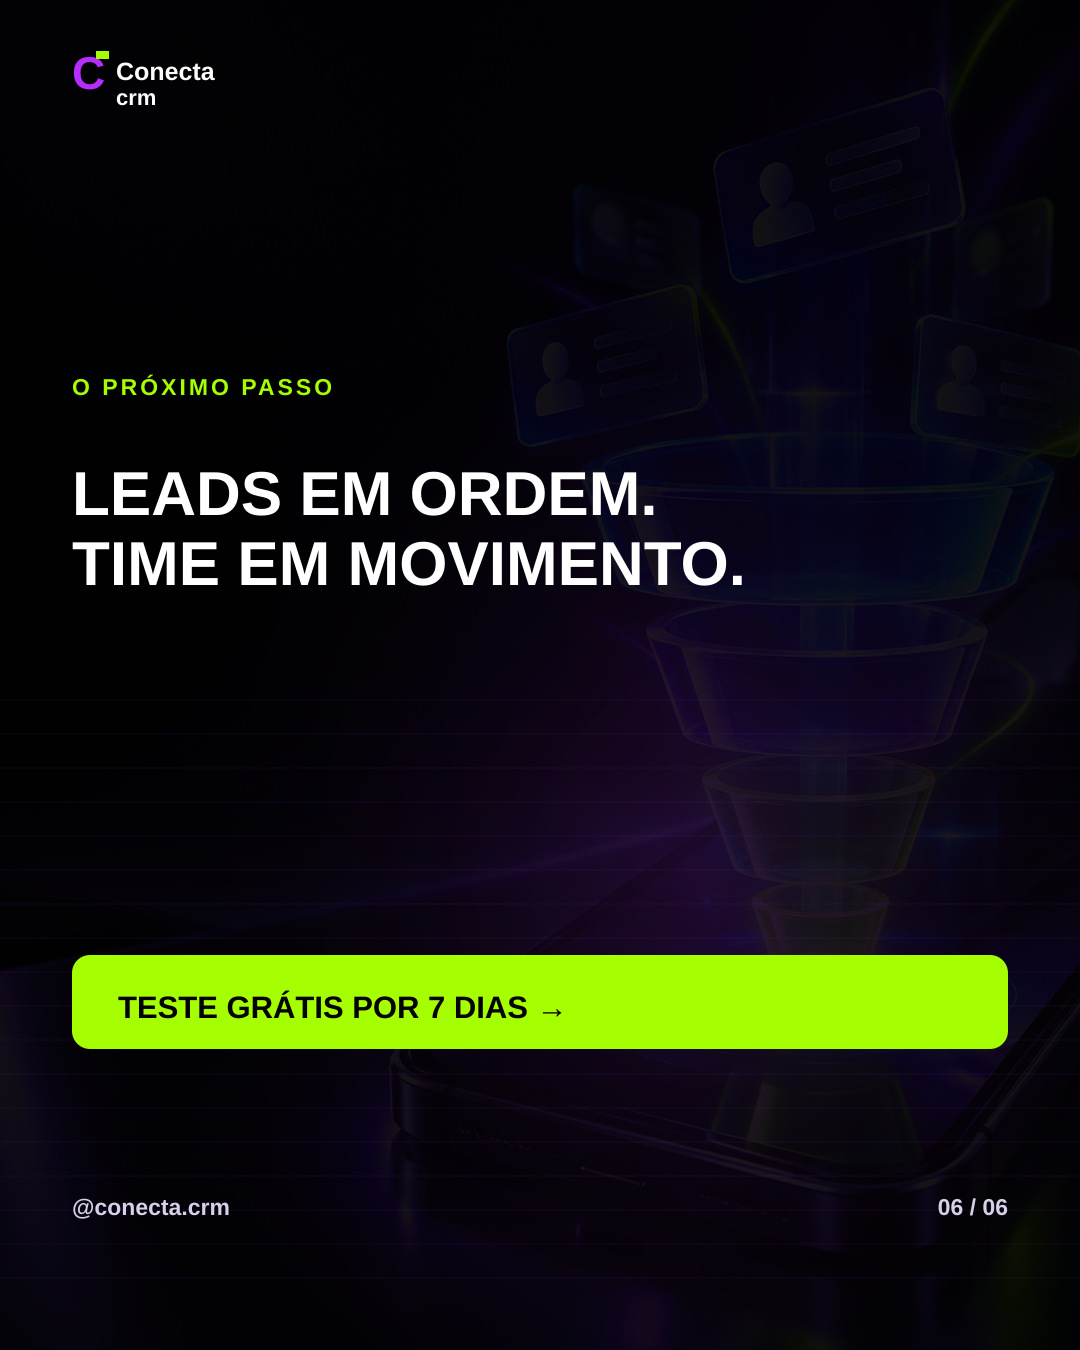 Conecta
crm
O PRÓXIMO PASSO
LEADS EM ORDEM.
TIME EM MOVIMENTO.
TESTE GRÁTIS POR 7 DIAS →
@conecta.crm
06 / 06